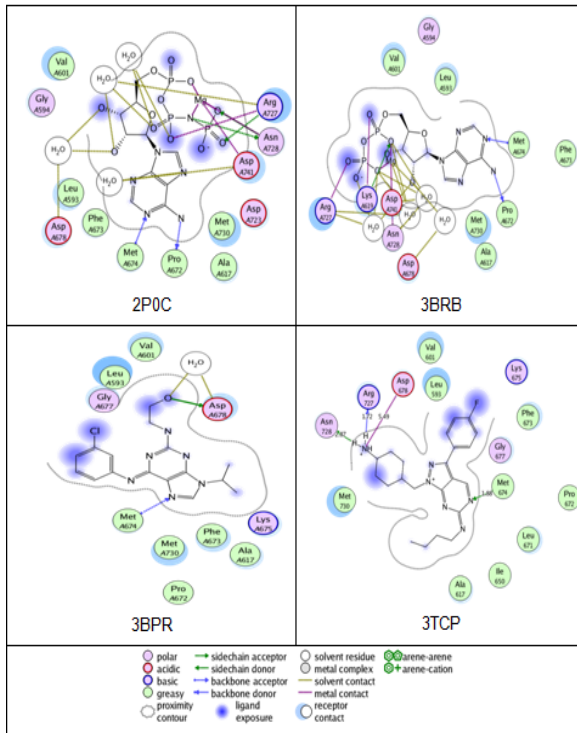 H₂O
H₂O
H₂O
H₂O
Val
A601
Gly
A594
Mg
Arg
A727
Asn
A728
Asp
A741
Leu
A593
Phe
A673
Asp
A678
Met
A674
Pro
A672
Met
A730
Asp
A723
Ala
A617
2P0C
Gly
A594
Val
A601
Leu
A593
Met
A674
Phe
A673
Lys
A619
Arg
A727
Asp
A741
Asn
A728
H₂O
H₂O
H₂O
H₂O
Asp
A678
Met
A730
Pro
A672
Ala
A617
3BRB
Val
A601
Leu
A593
Gly
A677
H₂O
Asp
A678
Cl
Met
A674
Met
A730
Phe
A673
Lys
A675
Ala
A617
Pro
A672
3BPR
Val
601
Leu
593
Lys
675
Arg
727
Asp
678
Asn
728
Phe
673
Gly
677
Met
674
Met
730
Pro
672
Leu
671
Ile
650
Ala
617
3TCP
polar
acidic
basic
greasy
proximity
contour
sidechain acceptor
sidechain donor
backbone acceptor
backbone donor
ligand
exposure
solvent residue
metal complex
solvent contact
metal contact
receptor
contact
arene-arene
arene-cation